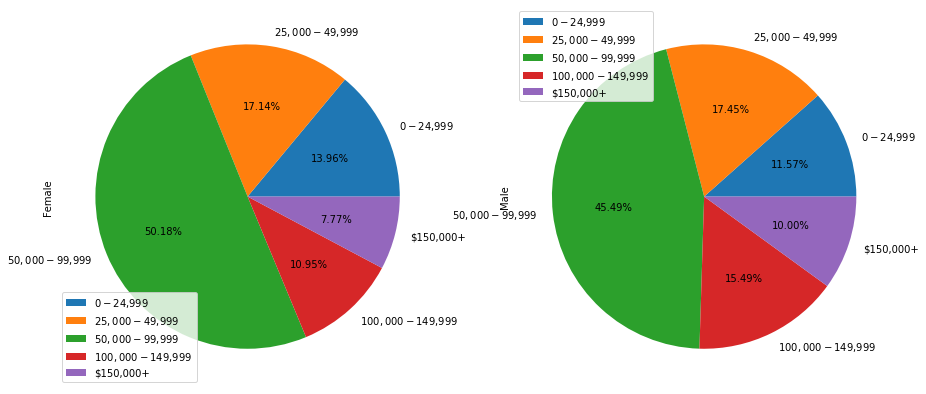 25,000 − 49,999
0 − 24,999
17.14%
13.96%
Female
7.77%
50.18%
$150,000+
10.95%
50,000 − 99,999
100,000 − 149,999
0 − 24,999
25,000 − 49,999
50,000 − 99,999
100,000 − 149,999
$150,000+
0 − 24,999
25,000 − 49,999
50,000 − 99,999
100,000 − 149,999
$150,000+
25,000 − 49,999
17.45%
0 − 24,999
11.57%
Male
45.49%
50,000 − 99,999
10.00%
$150,000+
15.49%
100,000 − 149,999